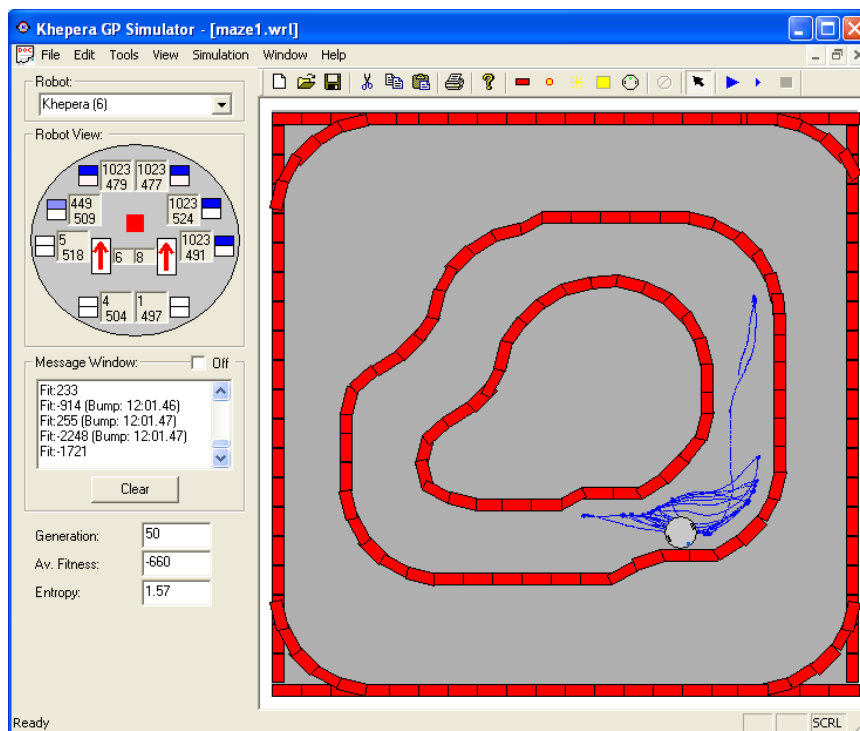 Khepera GP Simulator - [maze1.wrl]
File Edit Tools View Simulation Window Help
Robot:
Khepera (6)
Robot View:
1023 1023
479 477
449 1023
509 524
5 1023
518 6 8 491
4 1
504 497
Message Window: Off
Fit:233
Fit:-914 (Bump: 12:01.46)
Fit:255 (Bump: 12:01.47)
Fit:-2248 (Bump: 12:01.47)
Fit:-1721
Clear
Generation: 50
Av. Fitness: -660
Entropy: 1.57
Ready SCRL